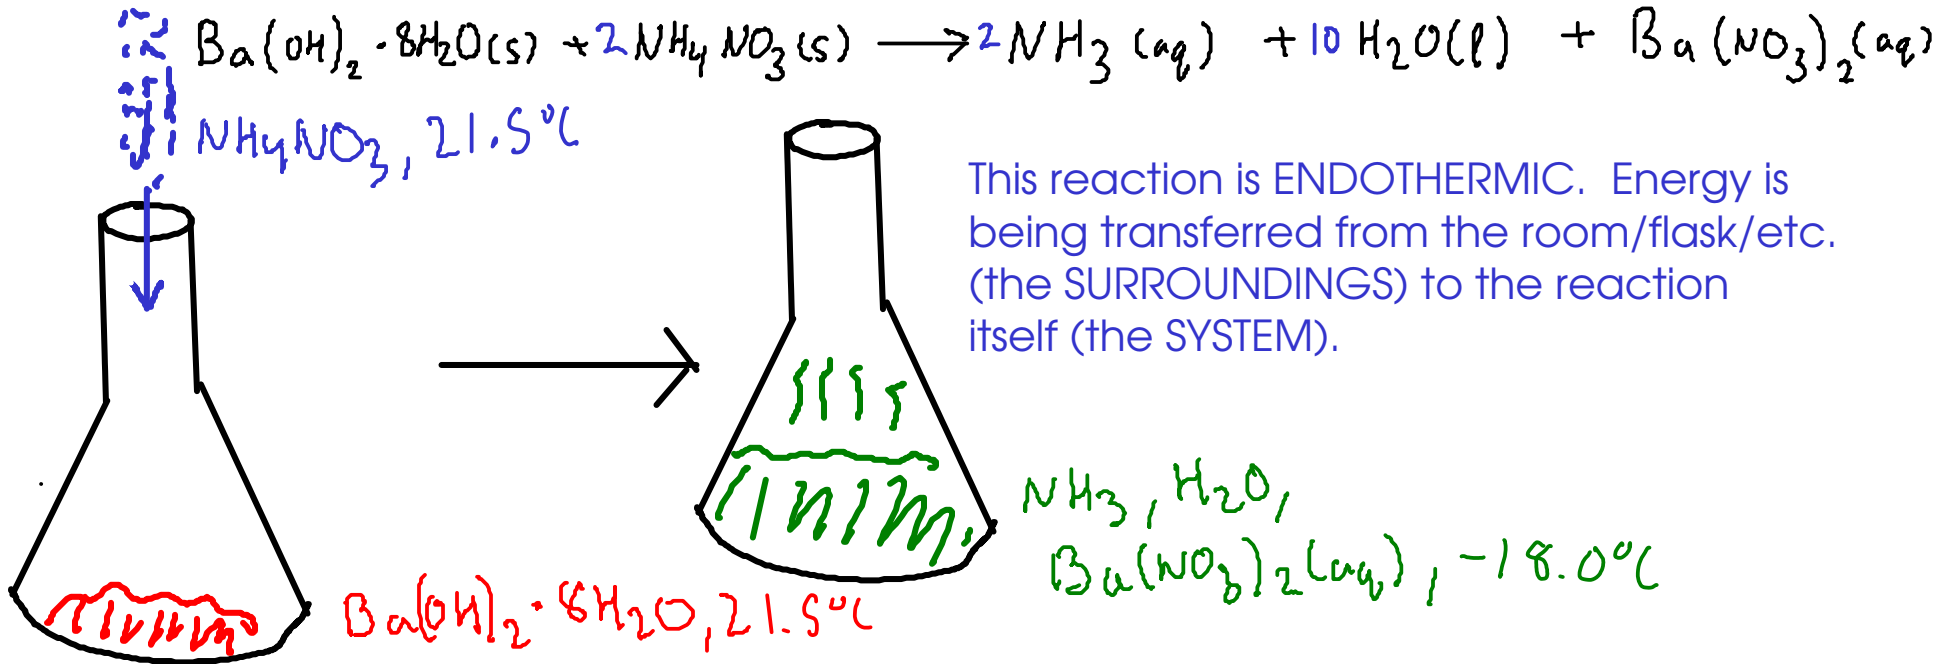 Ba(OH)₂ · 8H₂O(s) + 2NH₄NO₃(s) → 2NH₃(aq) + 10H₂O(l) + Ba(NO₃)₂(aq)
NH₄NO₃, 21.5°C
This reaction is ENDOTHERMIC. Energy is
being transferred from the room/flask/etc.
(the SURROUNDINGS) to the reaction
itself (the SYSTEM).
NH₃, H₂O,
Ba(NO₃)₂(aq), -18.0°C
Ba(OH)₂ · 8H₂O, 21.5°C